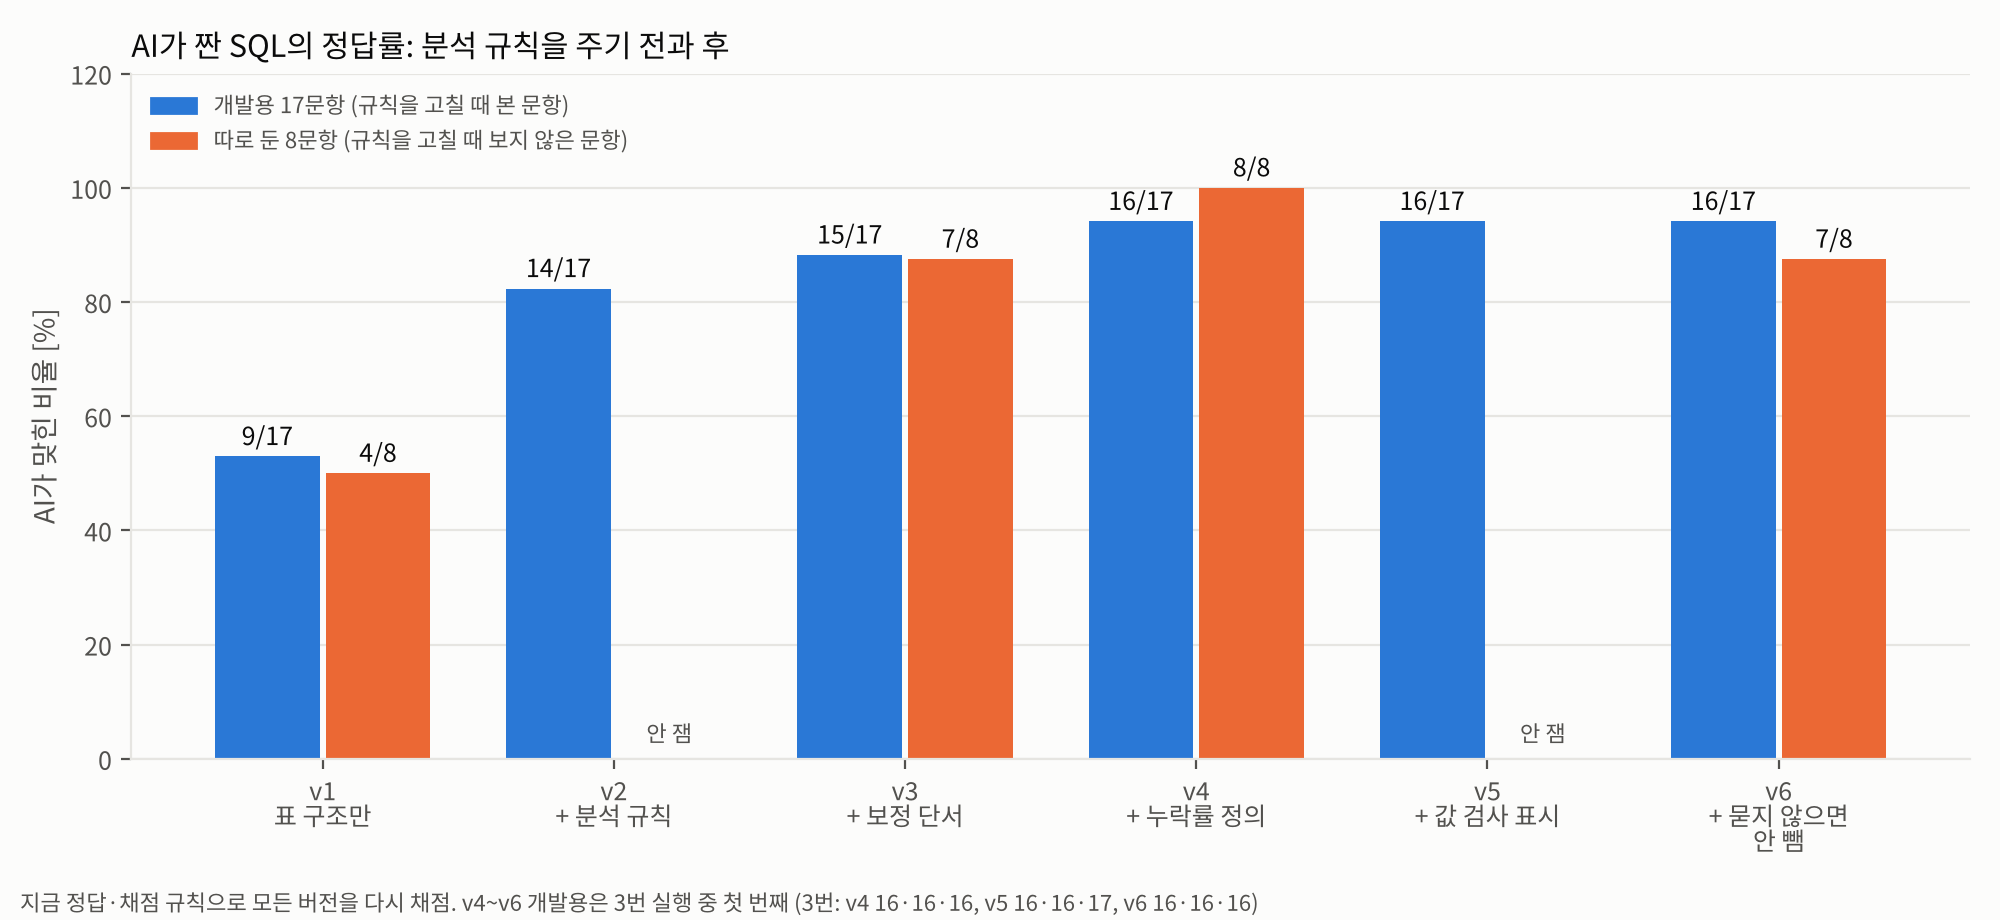 AI가 짠 SQL의 정답률: 분석 규칙을 주기 전과 후
개발용 17문항 (규칙을 고칠 때 본 문항)
따로 둔 8문항 (규칙을 고칠 때 보지 않은 문항)
AI가 맞힌 비율 [%]
120
100
80
60
40
20
0
9/17
4/8
14/17
안 잼
15/17
7/8
16/17
8/8
16/17
안 잼
16/17
7/8
v1
표 구조만
v2
+ 분석 규칙
v3
+ 보정 단서
v4
+ 누락률 정의
v5
+ 값 검사 표시
v6
+ 묻지 않으면
안 뺌
지금 정답·채점 규칙으로 모든 버전을 다시 채점. v4~v6 개발용은 3번 실행 중 첫 번째 (3번: v4 16·16·16, v5 16·16·17, v6 16·16·16)